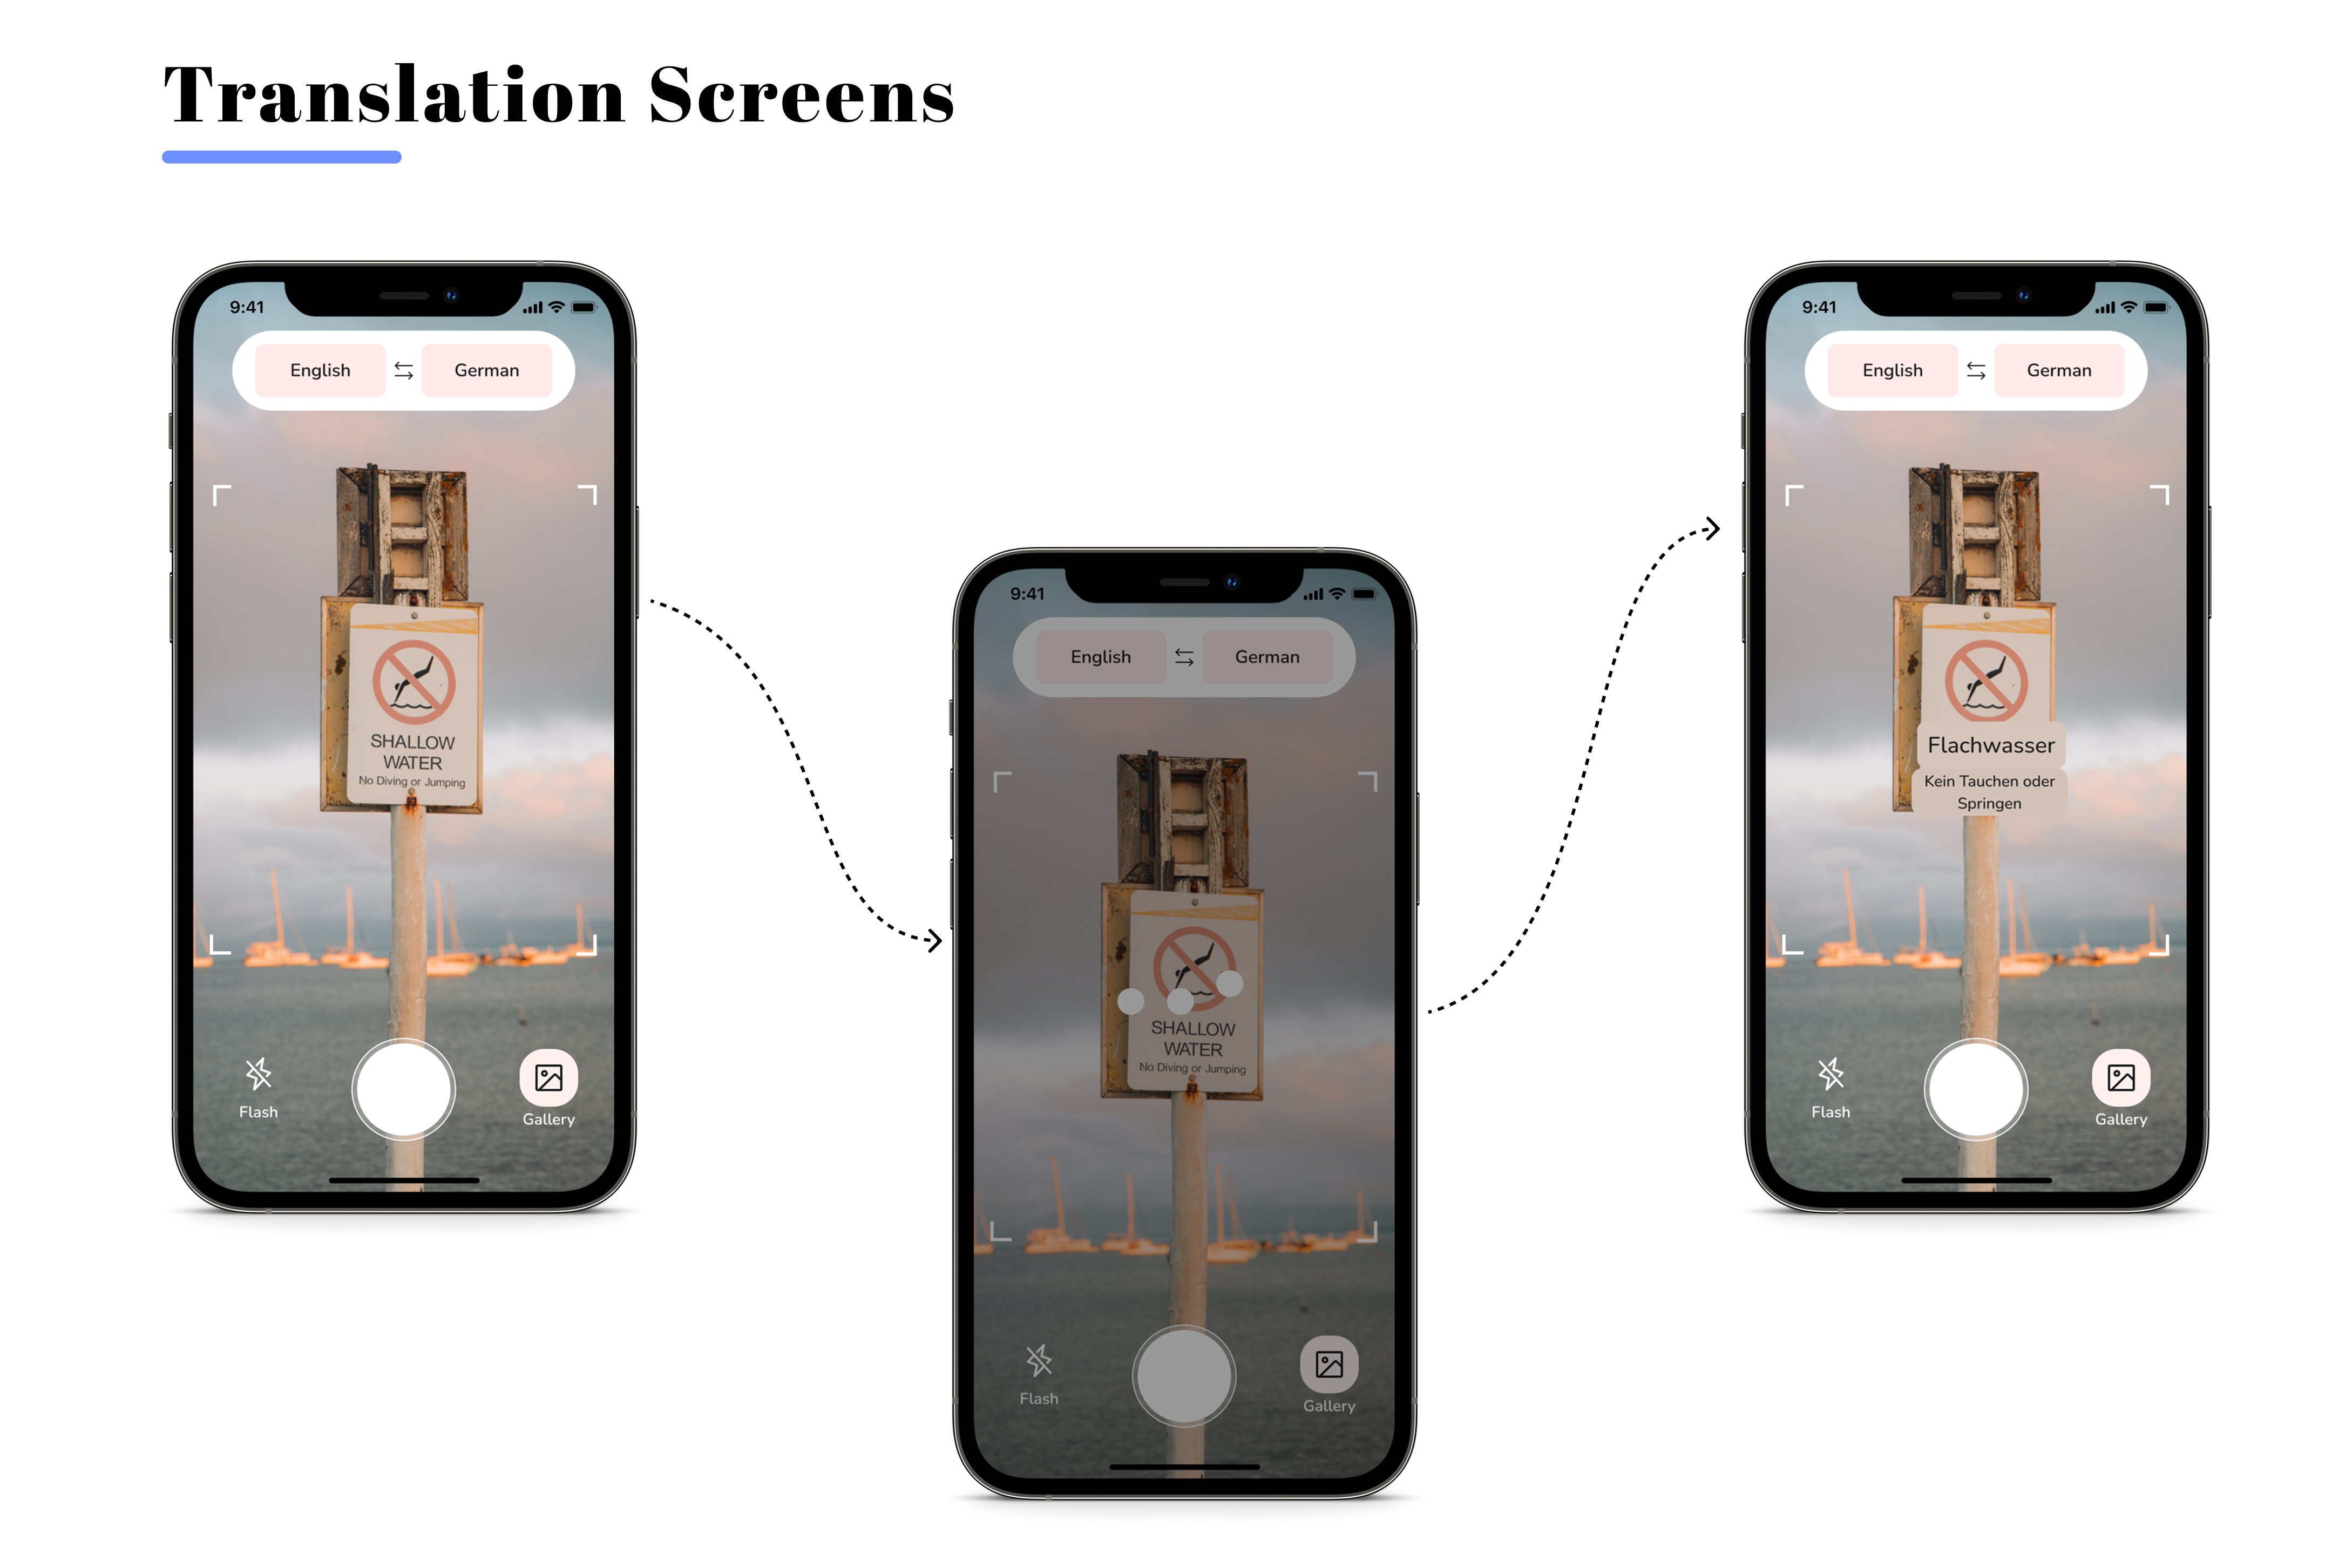 Translation Screens
9:41
English
German
SHALLOW
WATER
No Diving or Jumping
Flash
Gallery
9:41
English
German
SHALLOW
WATER
No Diving or Jumping
Flash
Gallery
9:41
English
German
Flachwasser
Kein Tauchen oder
Springen
Flash
Gallery